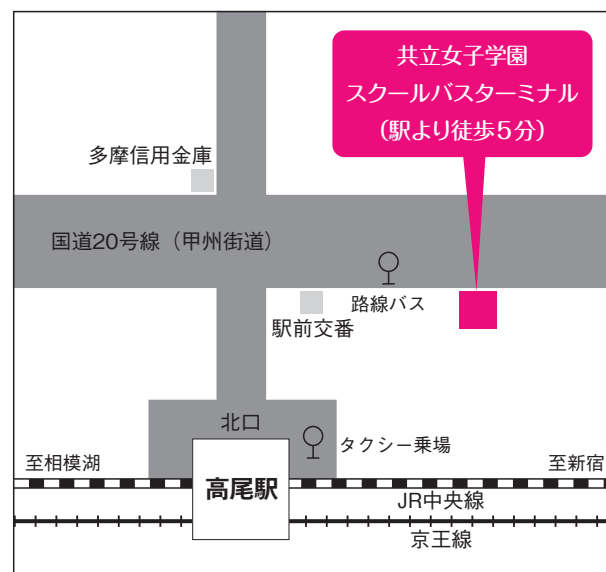 共立女子学園
スクールバスターミナル
(駅より徒歩5分)
多摩信用金庫
国道20号線(甲州街道)
路線バス
駅前交番
北口
タクシー乗場
至相模湖
至新宿
高尾駅
JR中央線
京王線